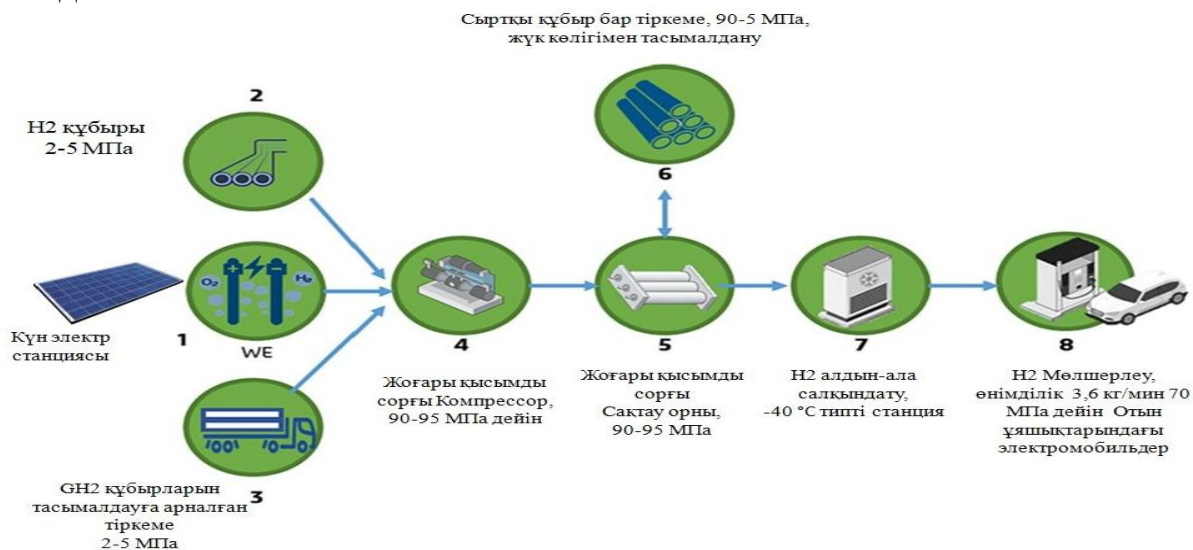 Сыртқы құбыр бар тіркеме, 90-5 МПа,
жүк көлігімен тасымалдану
2
H2 құбыры
2-5 МПа
6
O2
H2
Күн электр
станциясы
1
WE
4
5
7
8
Жоғары қысымды
сорғы Компрессор,
90-95 МПа дейін
Жоғары қысымды
сорғы
Сақтау орны,
90-95 МПа
Н2 алдын-ала
салқындату,
-40 °С типті станция
Н2 Мөлшерлеу,
өнімділік 3,6 кг/мин 70
МПа дейін Отын
ұяшықтарындағы
электромобильдер
GH2 құбырларын
тасымалдауға арналған
тіркеме
2-5 МПа
3